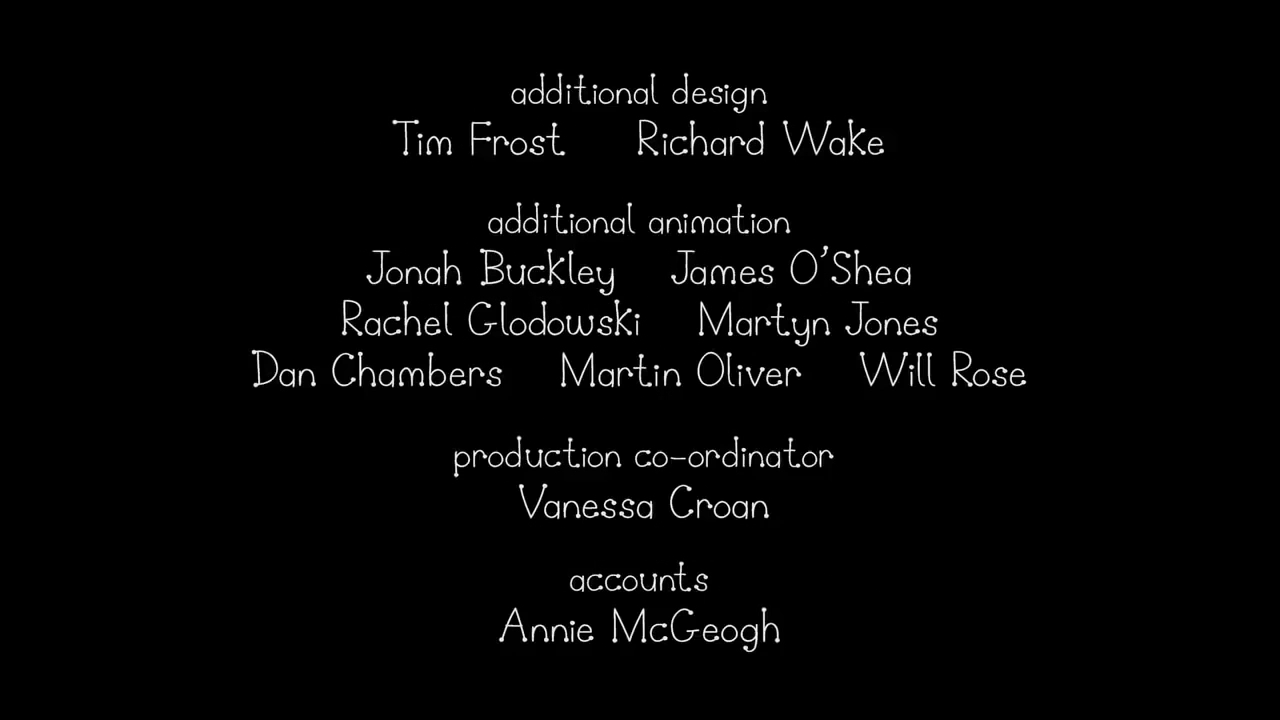 additional design
Tim Frost Richard Wake
additional animation
Jonah Buckley James O'Shea
Rachel Glodowski Martyn Jones
Dan Chambers Martin Oliver Will Rose
production co-ordinator
Vanessa Croan
accounts
Annie McGeogh